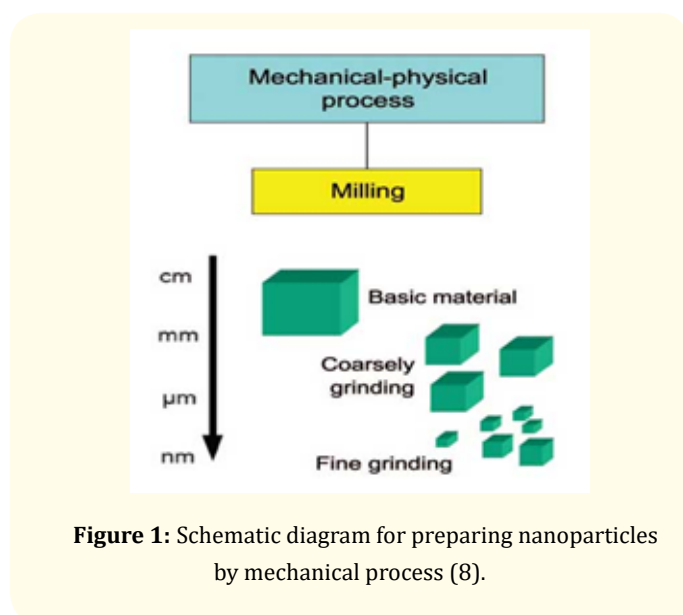 Mechanical-physical
process
Milling
cm
Basic material
mm
Coarsely
grinding
µm
nm
Fine grinding
Figure 1: Schematic diagram for preparing nanoparticles
by mechanical process (8).